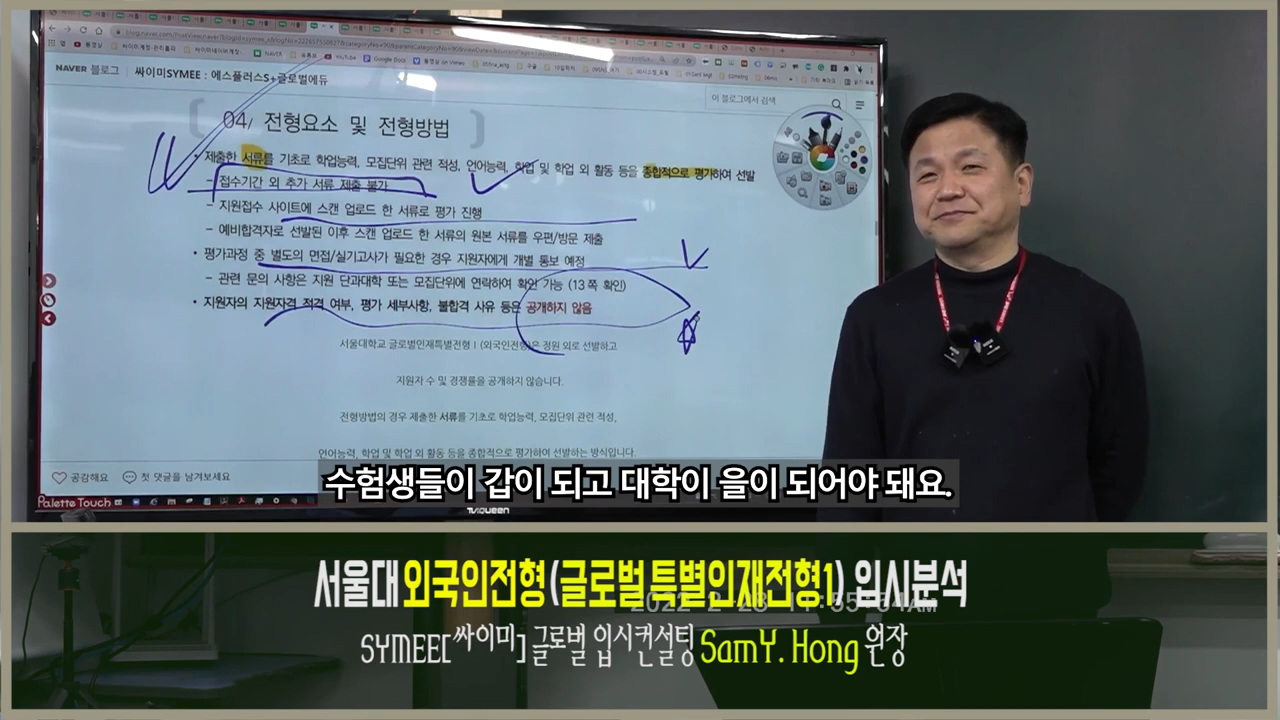 NAVER 블로그 싸이미SYMEE : 에스플러스S+글로벌에듀
이 블로그에서 검색
04/ 전형요소 및 전형방법
• 제출한 서류를 기초로 학업능력, 모집단위 관련 적성, 언어능력, 학업 및 학업 외 활동 등을 종합적으로 평가하여 선발
– 접수기간 외 추가 서류 제출 불가
– 지원접수 사이트에 스캔 업로드 한 서류로 평가 진행
– 예비합격자로 선발된 이후 스캔 업로드 한 서류의 원본 서류를 우편/방문 제출
• 평가과정 중 별도의 면접/실기고사가 필요한 경우 지원자에게 개별 통보 예정
– 관련 문의 사항은 지원 단과대학 또는 모집단위에 연락하여 확인 가능 (13쪽 확인)
• 지원자의 지원자격 적격 여부, 평가 세부사항, 불합격 사유 등은 공개하지 않음
서울대학교 글로벌인재특별전형Ⅰ(외국인전형)은 정원 외로 선발하고
지원자 수 및 경쟁률을 공개하지 않습니다.
전형방법의 경우 제출한 서류를 기초로 학업능력, 모집단위 관련 적성,
언어능력, 학업 및 학업 외 활동 등을 종합적으로 평가하여 선발하는 방식입니다.
공감해요 첫 댓글을 남겨보세요
Palette Touch
TVQueen
수험생들이 갑이 되고 대학이 을이 되어야 돼요.
서울대 외국인전형(글로벌 특별인재전형1) 입시분석
2022-2-28 11:55:54AM
SYMEE[싸이미] 글로벌 입시컨설팅 Sam Y. Hong 원장